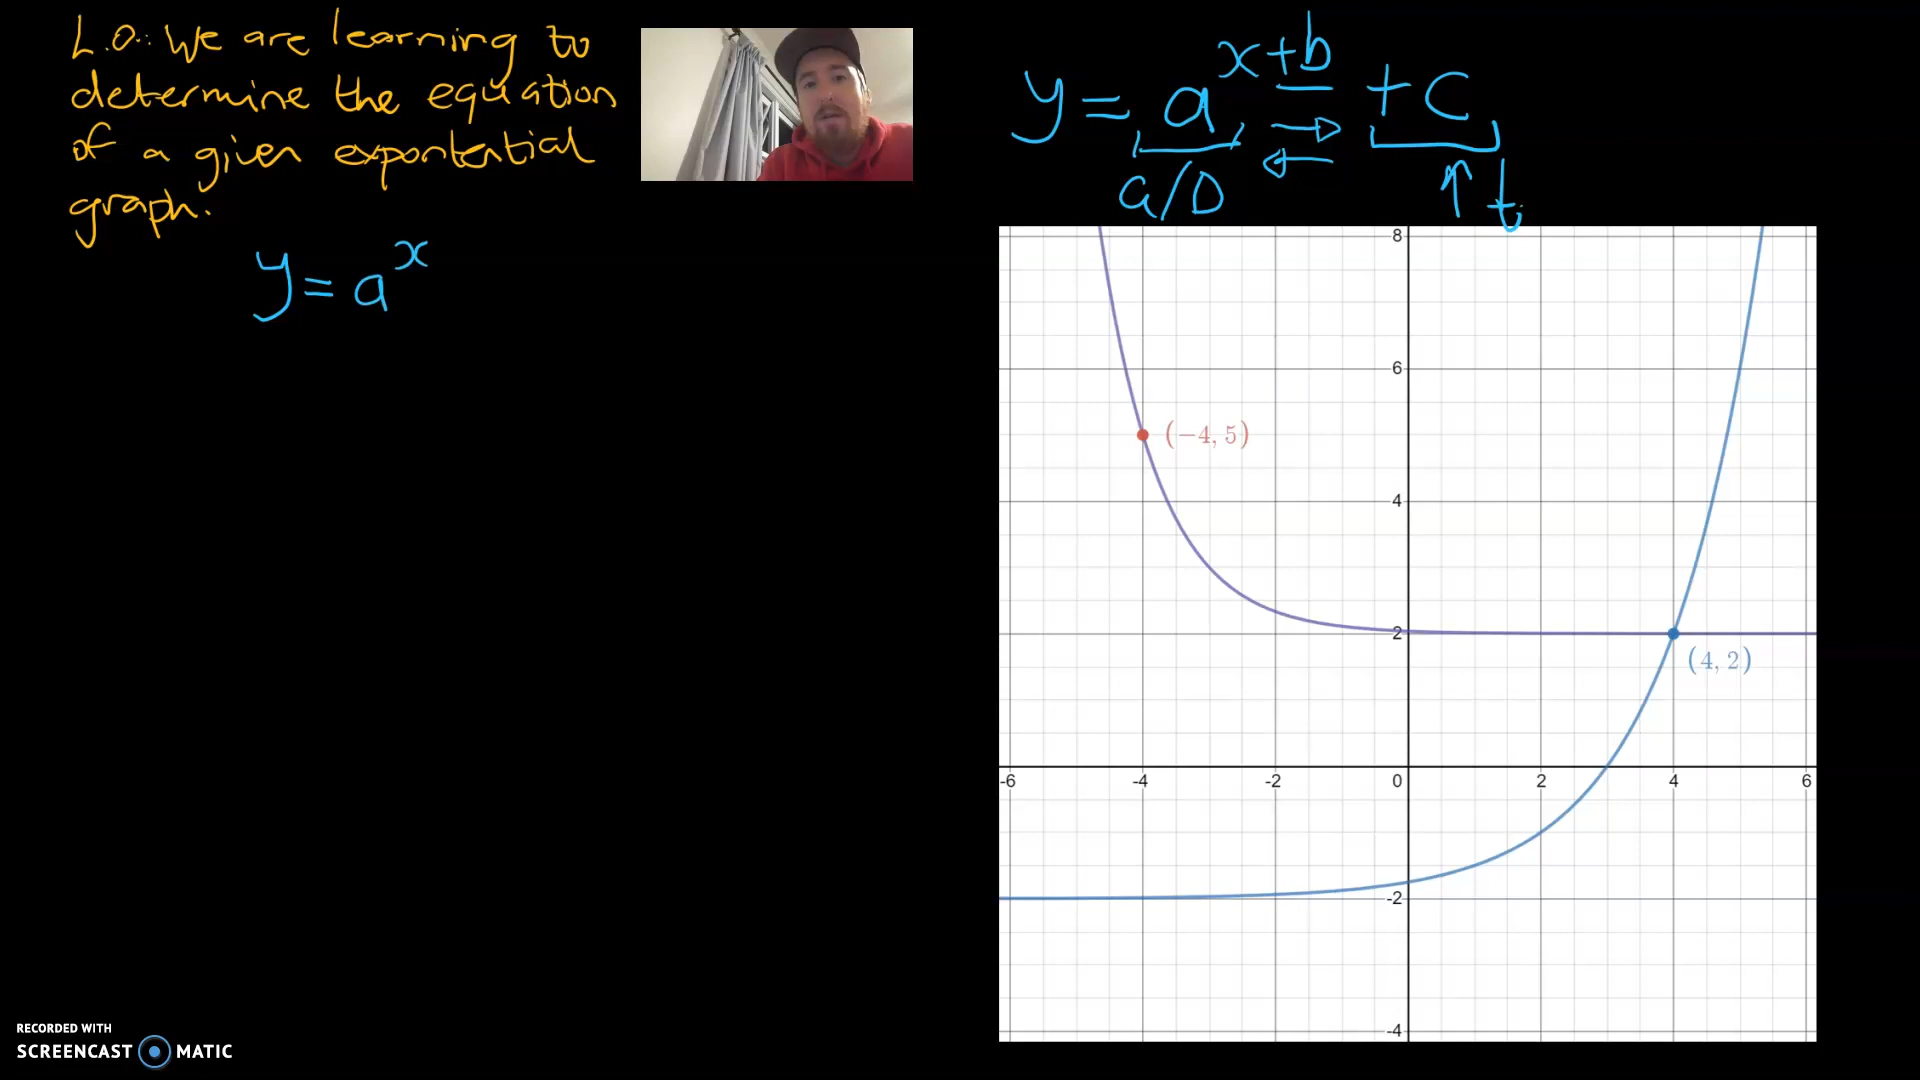 L.O.: We are learning to
determine the equation
of a given exponential
graph.
y = a^x
y = a^(x+b) + c
G/D
8
6
(−4, 5)
4
2
(4, 2)
-6 -4 -2 0 2 4 6
-2
-4
RECORDED WITH
SCREENCAST MATIC